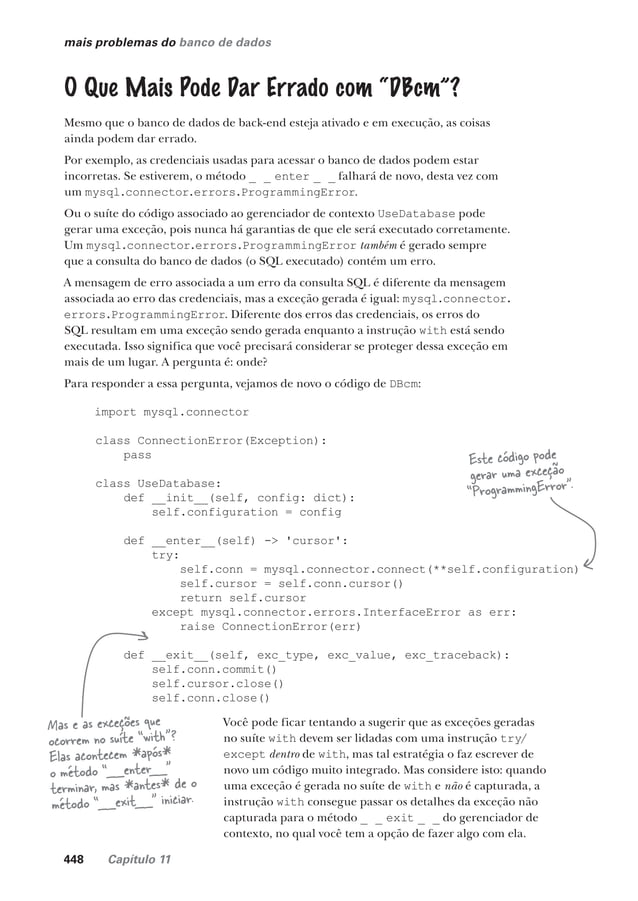 mais problemas do banco de dados
O Que Mais Pode Dar Errado com “DBcm”?
Mesmo que o banco de dados de back-end esteja ativado e em execução, as coisas
ainda podem dar errado.
Por exemplo, as credenciais usadas para acessar o banco de dados podem estar
incorretas. Se estiverem, o método _ _ enter _ _ falhará de novo, desta vez com
um mysql.connector.errors.ProgrammingError.
Ou o suíte do código associado ao gerenciador de contexto UseDatabase pode
gerar uma exceção, pois nunca há garantias de que ele será executado corretamente.
Um mysql.connector.errors.ProgrammingError também é gerado sempre
que a consulta do banco de dados (o SQL executado) contém um erro.
A mensagem de erro associada a um erro da consulta SQL é diferente da mensagem
associada ao erro das credenciais, mas a exceção gerada é igual: mysql.connector.
errors.ProgrammingError. Diferente dos erros das credenciais, os erros do
SQL resultam em uma exceção sendo gerada enquanto a instrução with está sendo
executada. Isso significa que você precisará considerar se proteger dessa exceção em
mais de um lugar. A pergunta é: onde?
Para responder a essa pergunta, vejamos de novo o código de DBcm:
import mysql.connector
class ConnectionError(Exception):
    pass
class UseDatabase:
    def __init__(self, config: dict):
        self.configuration = config
    def __enter__(self) -> 'cursor':
        try:
            self.conn = mysql.connector.connect(**self.configuration)
            self.cursor = self.conn.cursor()
            return self.cursor
        except mysql.connector.errors.InterfaceError as err:
            raise ConnectionError(err)
    def __exit__(self, exc_type, exc_value, exc_traceback):
        self.conn.commit()
        self.cursor.close()
        self.conn.close()
Este código pode
gerar uma exceção
“ProgrammingError”.
Mas e as exceções que
ocorrem no suíte “with”?
Elas acontecem *após*
o método “__enter__”
terminar, mas *antes* de o
método “__exit__” iniciar.
Você pode ficar tentando a sugerir que as exceções geradas
no suíte with devem ser lidadas com uma instrução try/
except dentro de with, mas tal estratégia o faz escrever de
novo um código muito integrado. Mas considere isto: quando
uma exceção é gerada no suíte de with e não é capturada, a
instrução with consegue passar os detalhes da exceção não
capturada para o método _ _ exit _ _ do gerenciador de
contexto, no qual você tem a opção de fazer algo com ela.
448 Capítulo 11